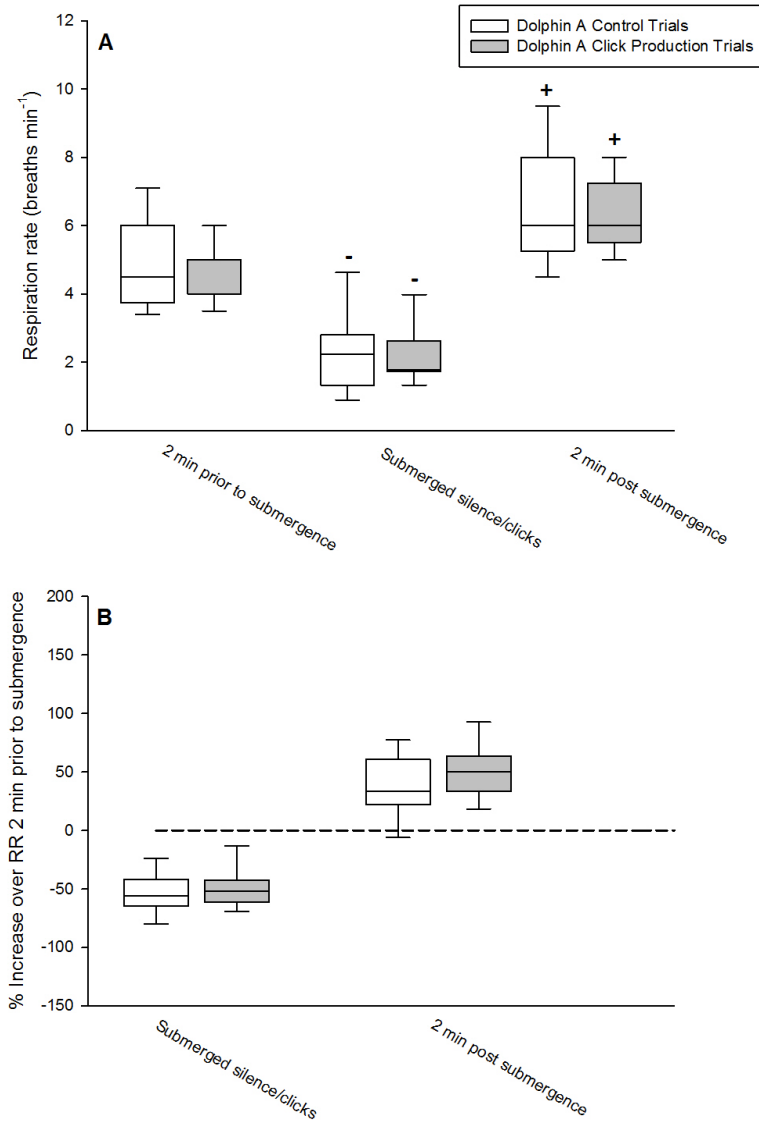 A
Dolphin A Control Trials
Dolphin A Click Production Trials
Respiration rate (breaths min⁻¹)
12
10
8
6
4
2
0
+
+
-
-
2 min prior to submergence
Submerged silence/clicks
2 min post submergence
B
% Increase over RR 2 min prior to submergence
200
150
100
50
0
-50
-100
-150
Submerged silence/clicks
2 min post submergence